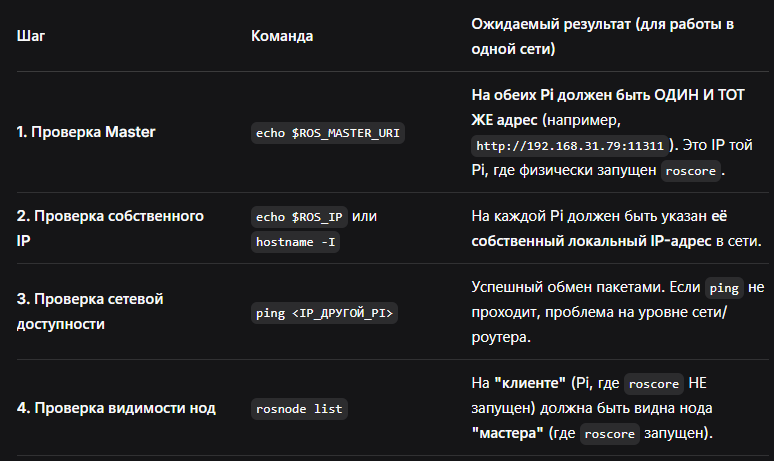 Шаг
Команда
Ожидаемый результат (для работы в
одной сети)
1. Проверка Master
echo $ROS_MASTER_URI
На обеих Pi должен быть ОДИН И ТОТ
ЖЕ адрес (например,
http://192.168.31.79:11311). Это IP той
Pi, где физически запущен roscore.
2. Проверка собственного
IP
echo $ROS_IP или
hostname -I
На каждой Pi должен быть указан её
собственный локальный IP-адрес в сети.
3. Проверка сетевой
доступности
ping <IP_ДРУГОЙ_PI>
Успешный обмен пакетами. Если ping не
проходит, проблема на уровне сети/
роутера.
4. Проверка видимости нод
rosnode list
На "клиенте" (Pi, где roscore НЕ
запущен) должна быть видна нода
"мастера" (где roscore запущен).